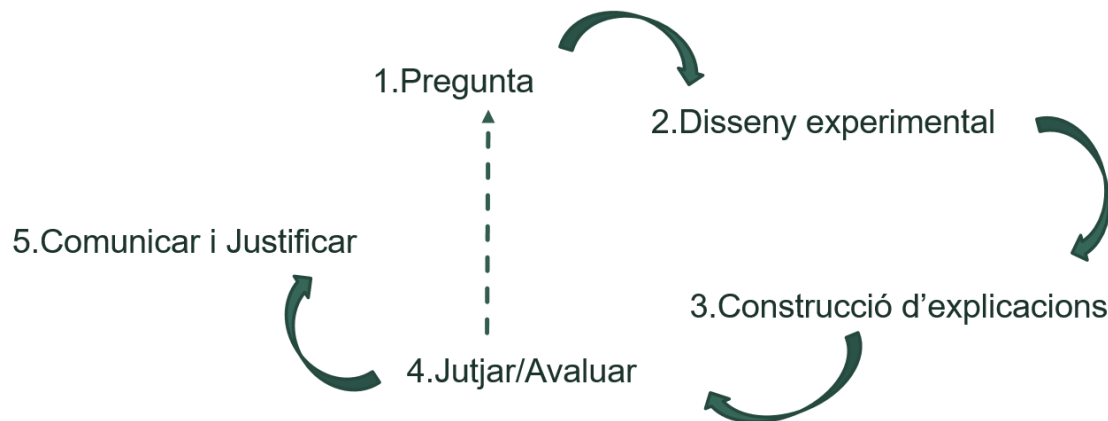 1.Pregunta
2.Disseny experimental
3.Construcció d’explicacions
4.Jutjar/Avaluar
5.Comunicar i Justificar